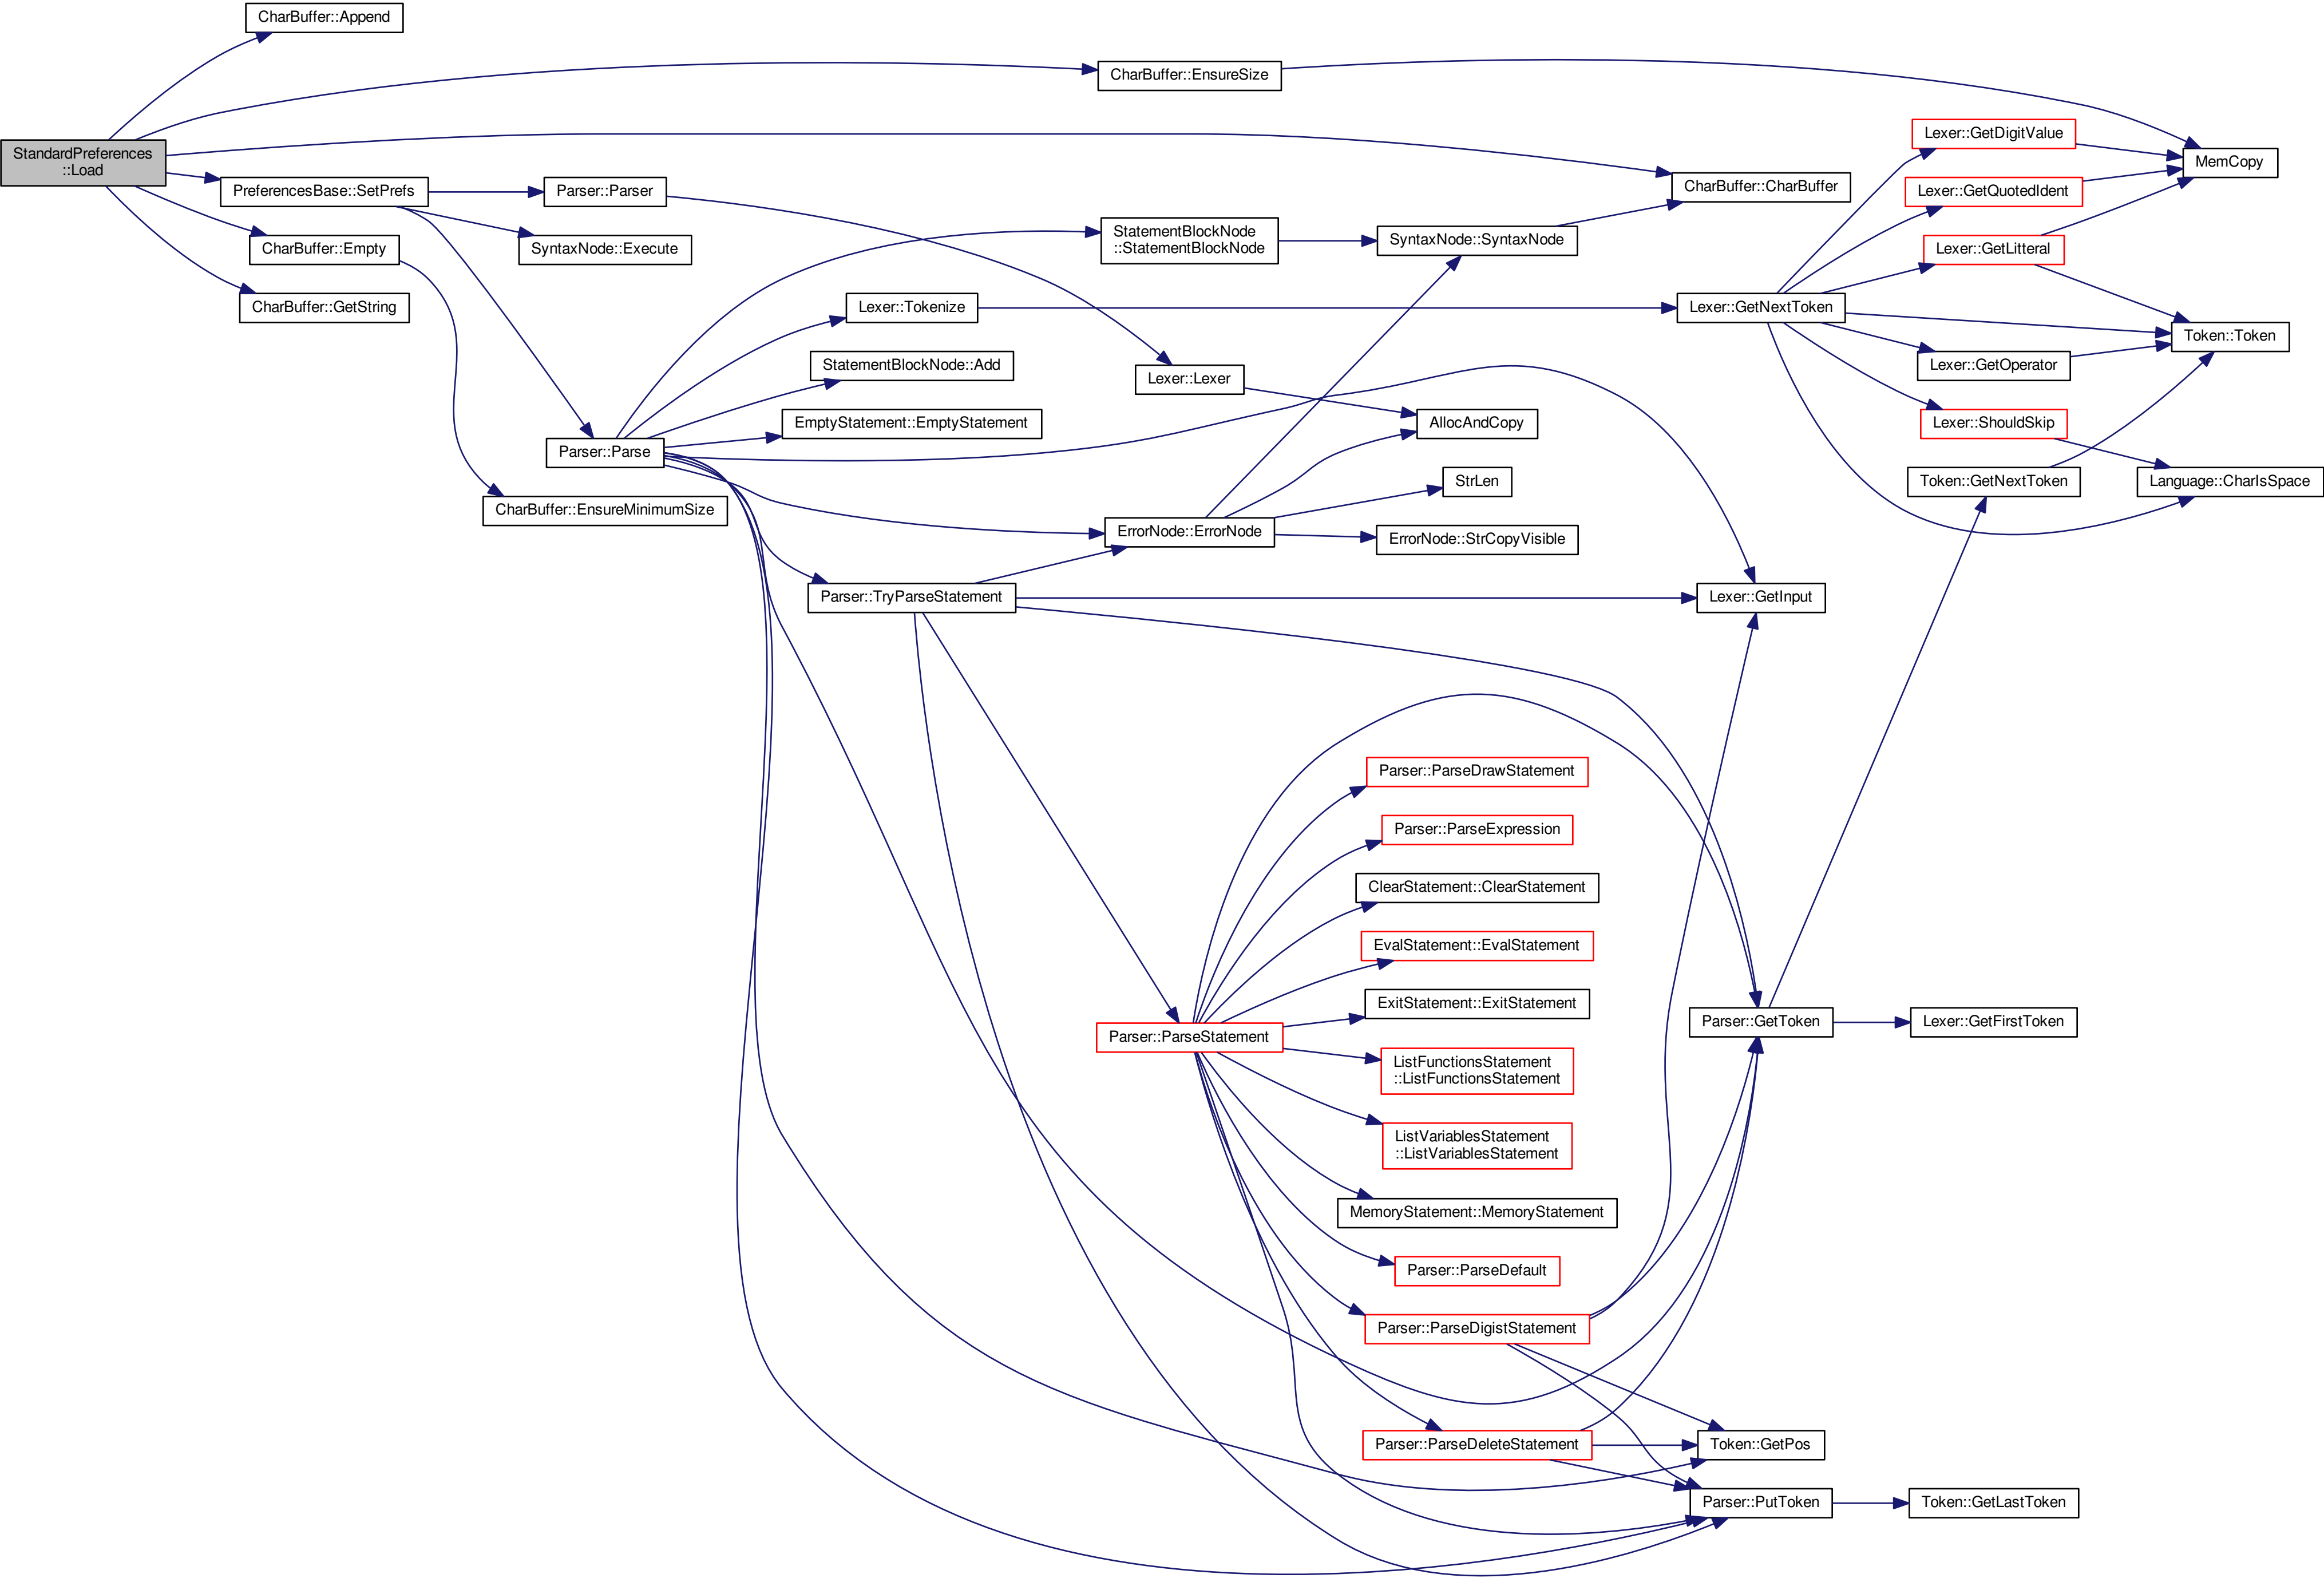 CharBuffer::Append
CharBuffer::EnsureSize
StandardPreferences
::Load
Lexer::GetDigitValue
MemCopy
PreferencesBase::SetPrefs
Parser::Parser
CharBuffer::CharBuffer
Lexer::GetQuotedIdent
CharBuffer::Empty
SyntaxNode::Execute
StatementBlockNode
::StatementBlockNode
SyntaxNode::SyntaxNode
Lexer::GetLitteral
CharBuffer::GetString
Lexer::Tokenize
Lexer::GetNextToken
Token::Token
StatementBlockNode::Add
Lexer::Lexer
Lexer::GetOperator
EmptyStatement::EmptyStatement
AllocAndCopy
Lexer::ShouldSkip
Parser::Parse
StrLen
Token::GetNextToken
Language::CharIsSpace
CharBuffer::EnsureMinimumSize
ErrorNode::ErrorNode
ErrorNode::StrCopyVisible
Parser::TryParseStatement
Lexer::GetInput
Parser::ParseDrawStatement
Parser::ParseExpression
ClearStatement::ClearStatement
EvalStatement::EvalStatement
ExitStatement::ExitStatement
Parser::ParseStatement
Parser::GetToken
Lexer::GetFirstToken
ListFunctionsStatement
::ListFunctionsStatement
ListVariablesStatement
::ListVariablesStatement
MemoryStatement::MemoryStatement
Parser::ParseDefault
Parser::ParseDigistStatement
Parser::ParseDeleteStatement
Token::GetPos
Parser::PutToken
Token::GetLastToken